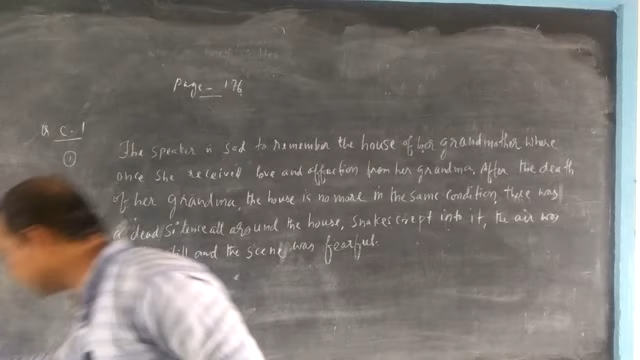 Page - 176
Q C.1
① The speaker is sad to remember the house of her grandmother where
once she received love and affection from her grandma. After the death
of her grandma the house is no more in the same condition, there was
a dead silence all around the house, snakes crept into it, the air was
still and the scene was fearful.